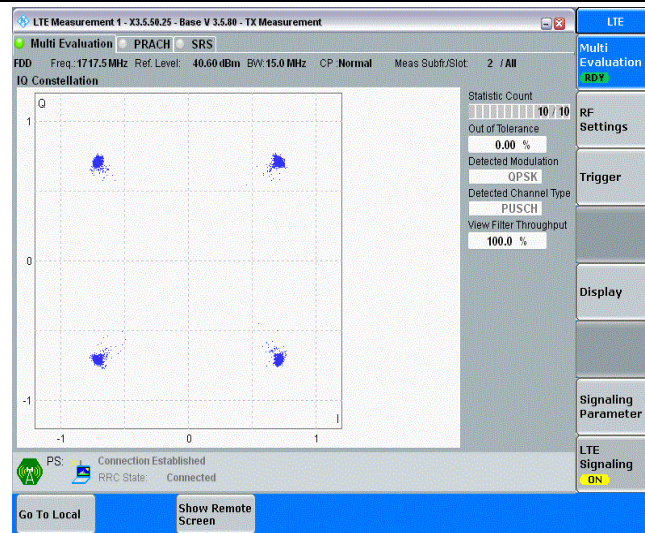 LTE Measurement 1 - X3.5.50.25 - Base V 3.5.80 - TX Measurement
LTE
Multi Evaluation PRACH SRS
Multi
Evaluation
RDY
FDD Freq.: 1717.5 MHz Ref. Level: 40.60 dBm BW: 15.0 MHz CP : Normal Meas Subfr/Slot: 2 / All
IQ Constellation
Q
1
0
-1
I
-1 0 1
Statistic Count
10 / 10
Out of Tolerance
0.00 %
Detected Modulation
QPSK
Detected Channel Type
PUSCH
View Filter Throughput
100.0 %
RF
Settings
Trigger
Display
Signaling
Parameter
LTE
Signaling
ON
PS: Connection Established
RRC State: Connected
Go To Local
Show Remote
Screen